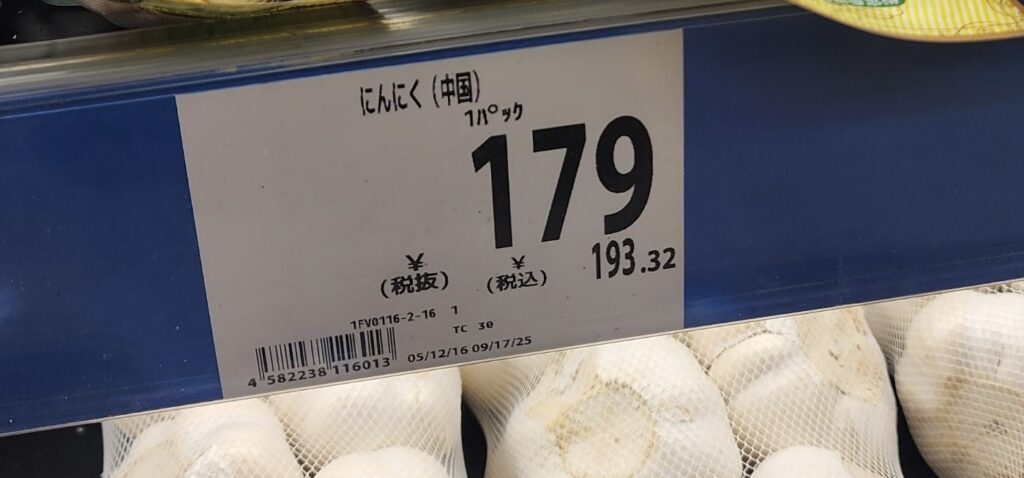 にんにく(中国)
1パック
179
¥
(税抜)
¥
(税込)
193.32
1FV0116-2-16 1
TC 30
05/12/16 09/17/25
4 582238 116013